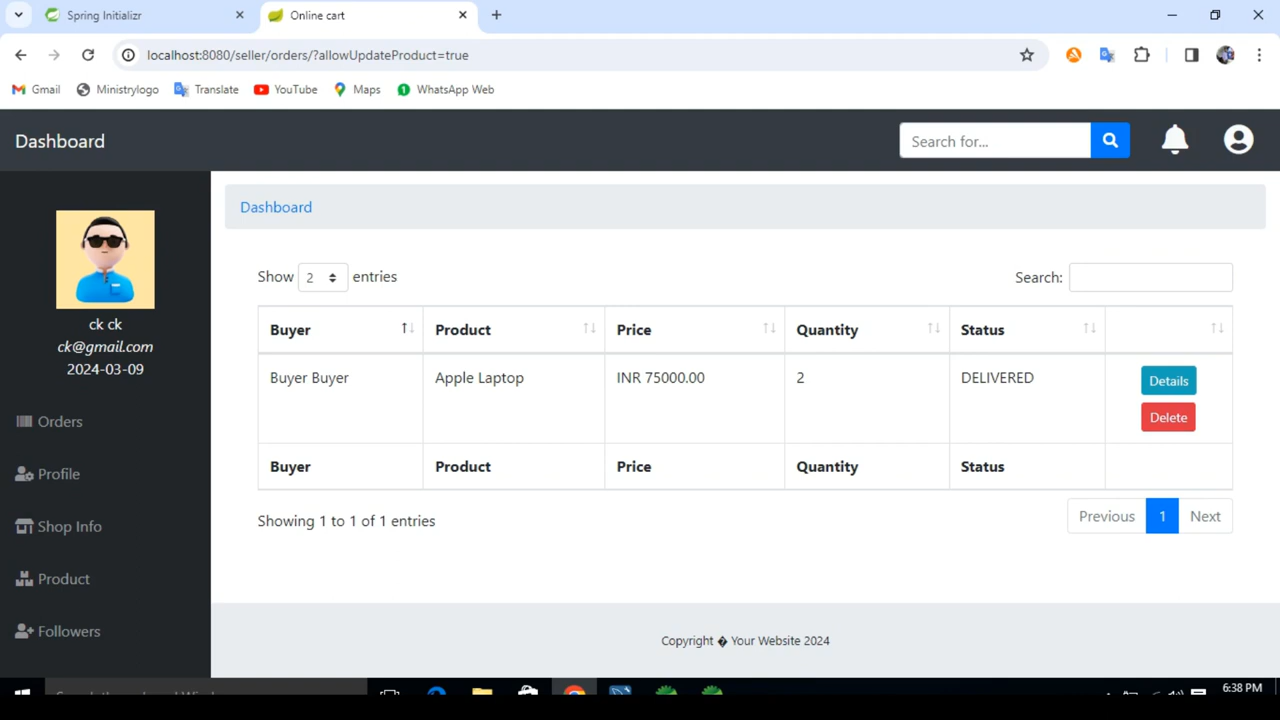 Spring Initializr
Online cart
localhost:8080/seller/orders/?allowUpdateProduct=true
Gmail
Ministrylogo
Translate
YouTube
Maps
WhatsApp Web
Dashboard
Search for...
ck ck
ck@gmail.com
2024-03-09
Orders
Profile
Shop Info
Product
Followers
Dashboard
Show 2 entries
Search:
Buyer Product Price Quantity Status
Buyer Buyer Apple Laptop INR 75000.00 2 DELIVERED Details
Delete
Buyer Product Price Quantity Status
Showing 1 to 1 of 1 entries
Previous 1 Next
Copyright � Your Website 2024
6:38 PM